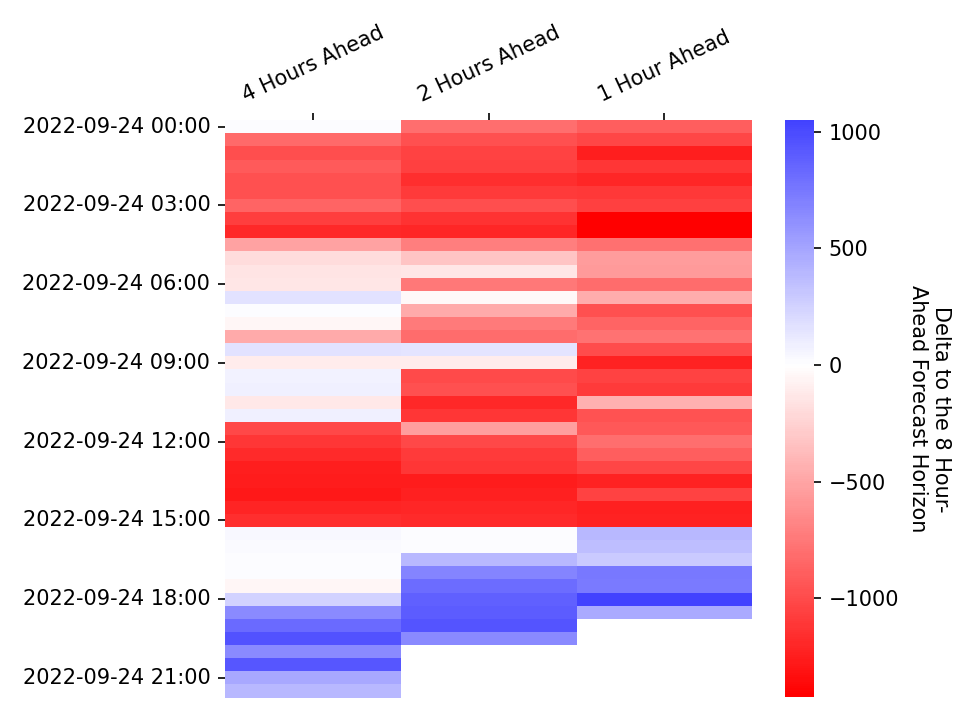 4 Hours Ahead
2 Hours Ahead
1 Hour Ahead
2022-09-24 00:00
2022-09-24 03:00
2022-09-24 06:00
2022-09-24 09:00
2022-09-24 12:00
2022-09-24 15:00
2022-09-24 18:00
2022-09-24 21:00
1000
500
0
−500
−1000
Delta to the 8 Hour-
Ahead Forecast Horizon